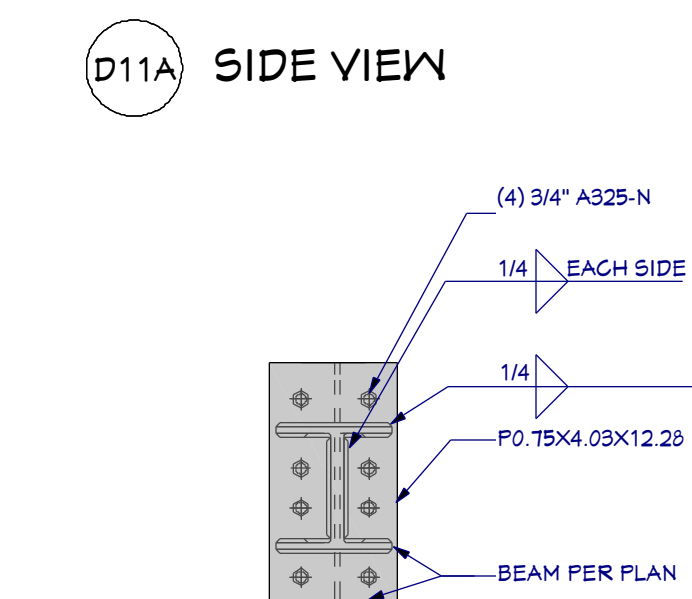 D11A SIDE VIEW
(4) 3/4" A325-N
1/4 EACH SIDE
1/4
P0.75X4.03X12.28
BEAM PER PLAN